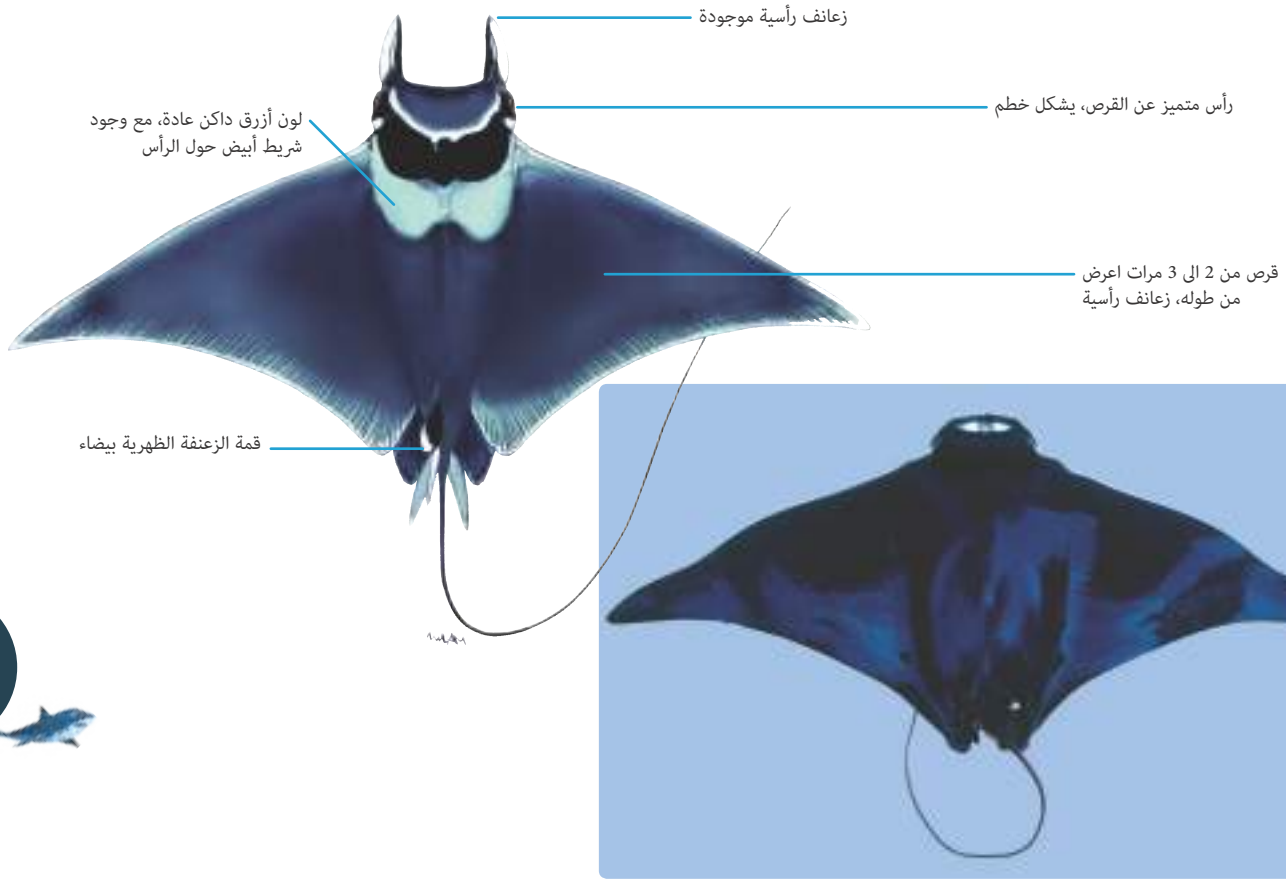 زعانف رأسية موجودة
رأس متميز عن القرص، يشكل خطم
لون أزرق داكن عادة، مع وجود
شريط أبيض حول الرأس
قرص من 2 الى 3 مرات اعرض
من طوله، زعانف رأسية
قمة الزعنفة الظهرية بيضاء